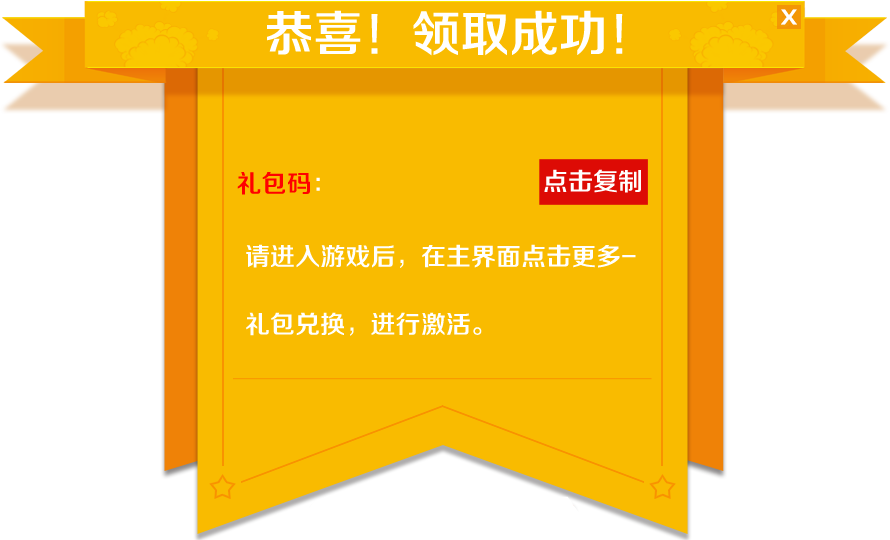 恭喜！领取成功！
X
礼包码：
点击复制
请进入游戏后，在主界面点击更多-
礼包兑换，进行激活。